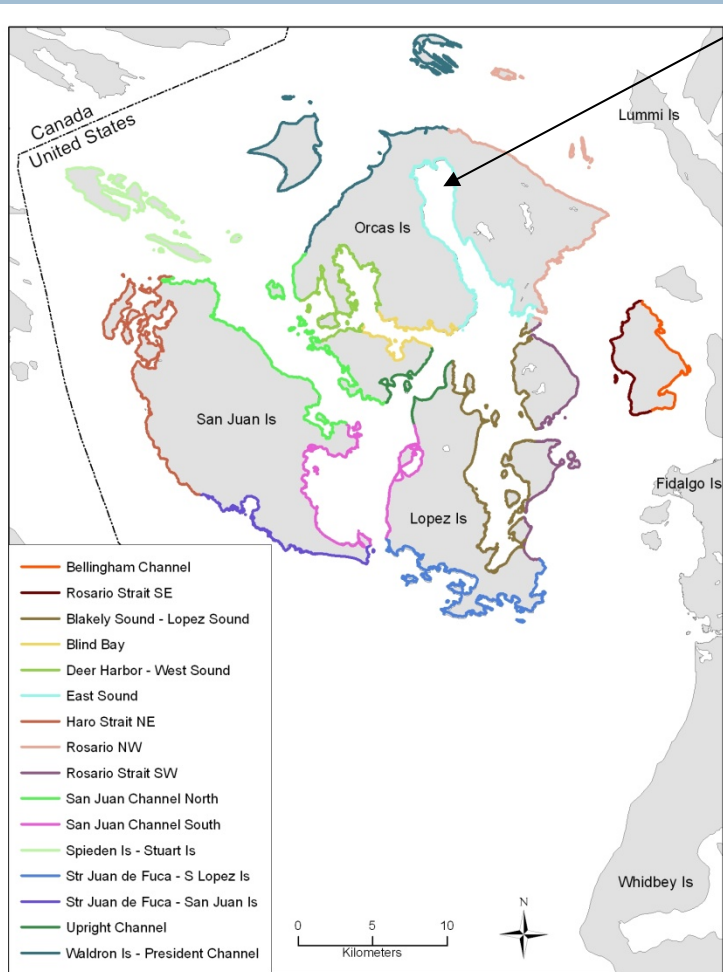 Canada
United States
Lummi Is
Orcas Is
San Juan Is
Fidalgo Is
Lopez Is
Bellingham Channel
Rosario Strait SE
Blakely Sound - Lopez Sound
Blind Bay
Deer Harbor - West Sound
East Sound
Haro Strait NE
Rosario NW
Rosario Strait SW
San Juan Channel North
San Juan Channel South
Spieden Is - Stuart Is
Str Juan de Fuca - S Lopez Is
Str Juan de Fuca - San Juan Is
Upright Channel
Waldron Is - President Channel
Whidbey Is
N
0 5 10
Kilometers